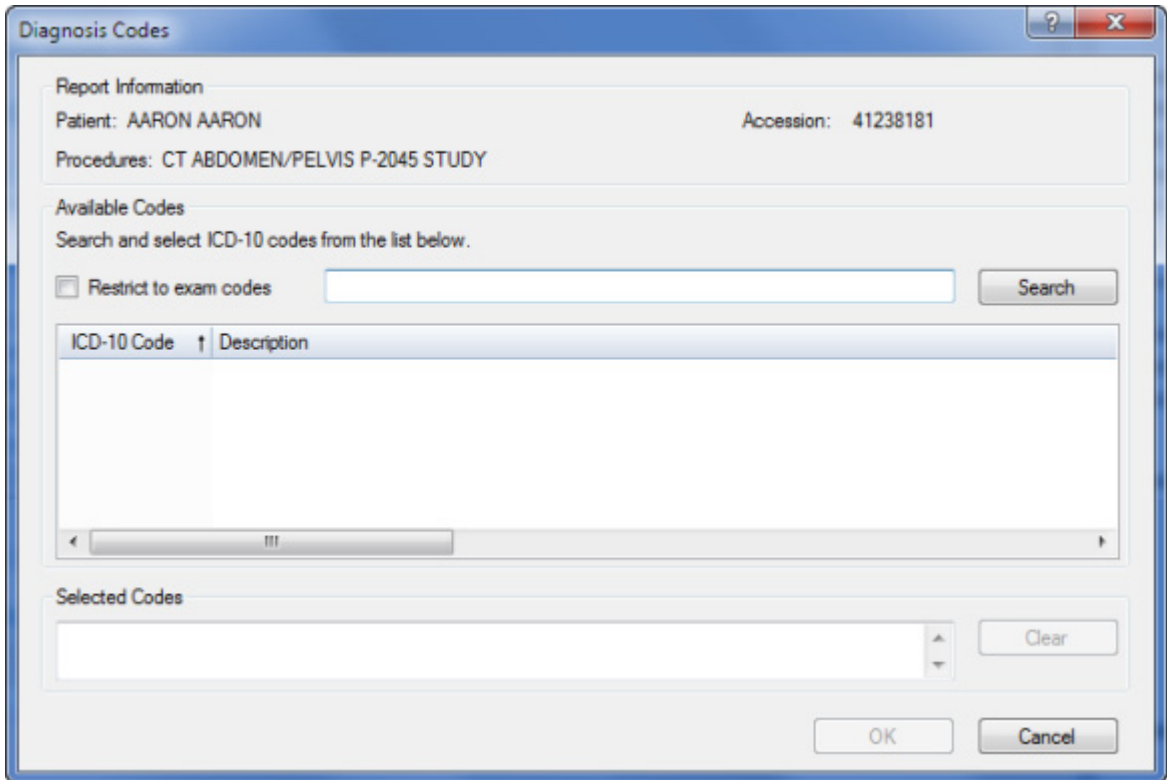 Diagnosis Codes
Report Information
Patient: AARON AARON Accession: 41238181
Procedures: CT ABDOMEN/PELVIS P-2045 STUDY
Available Codes
Search and select ICD-10 codes from the list below.
Restrict to exam codes Search
ICD-10 Code ↑ Description
Selected Codes
Clear
OK Cancel